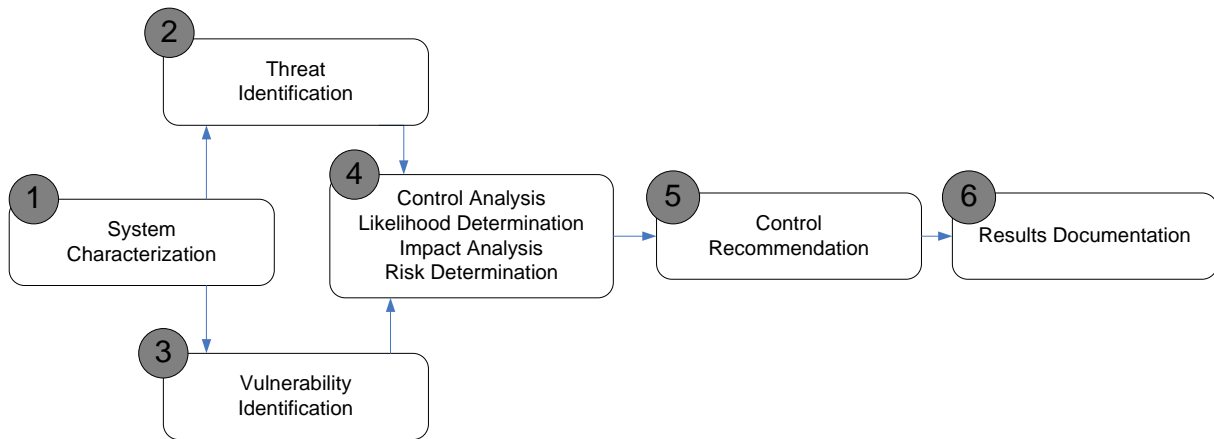 1
System
Characterization
2
Threat
Identification
3
Vulnerability
Identification
4
Control Analysis
Likelihood Determination
Impact Analysis
Risk Determination
5
Control
Recommendation
6
Results Documentation